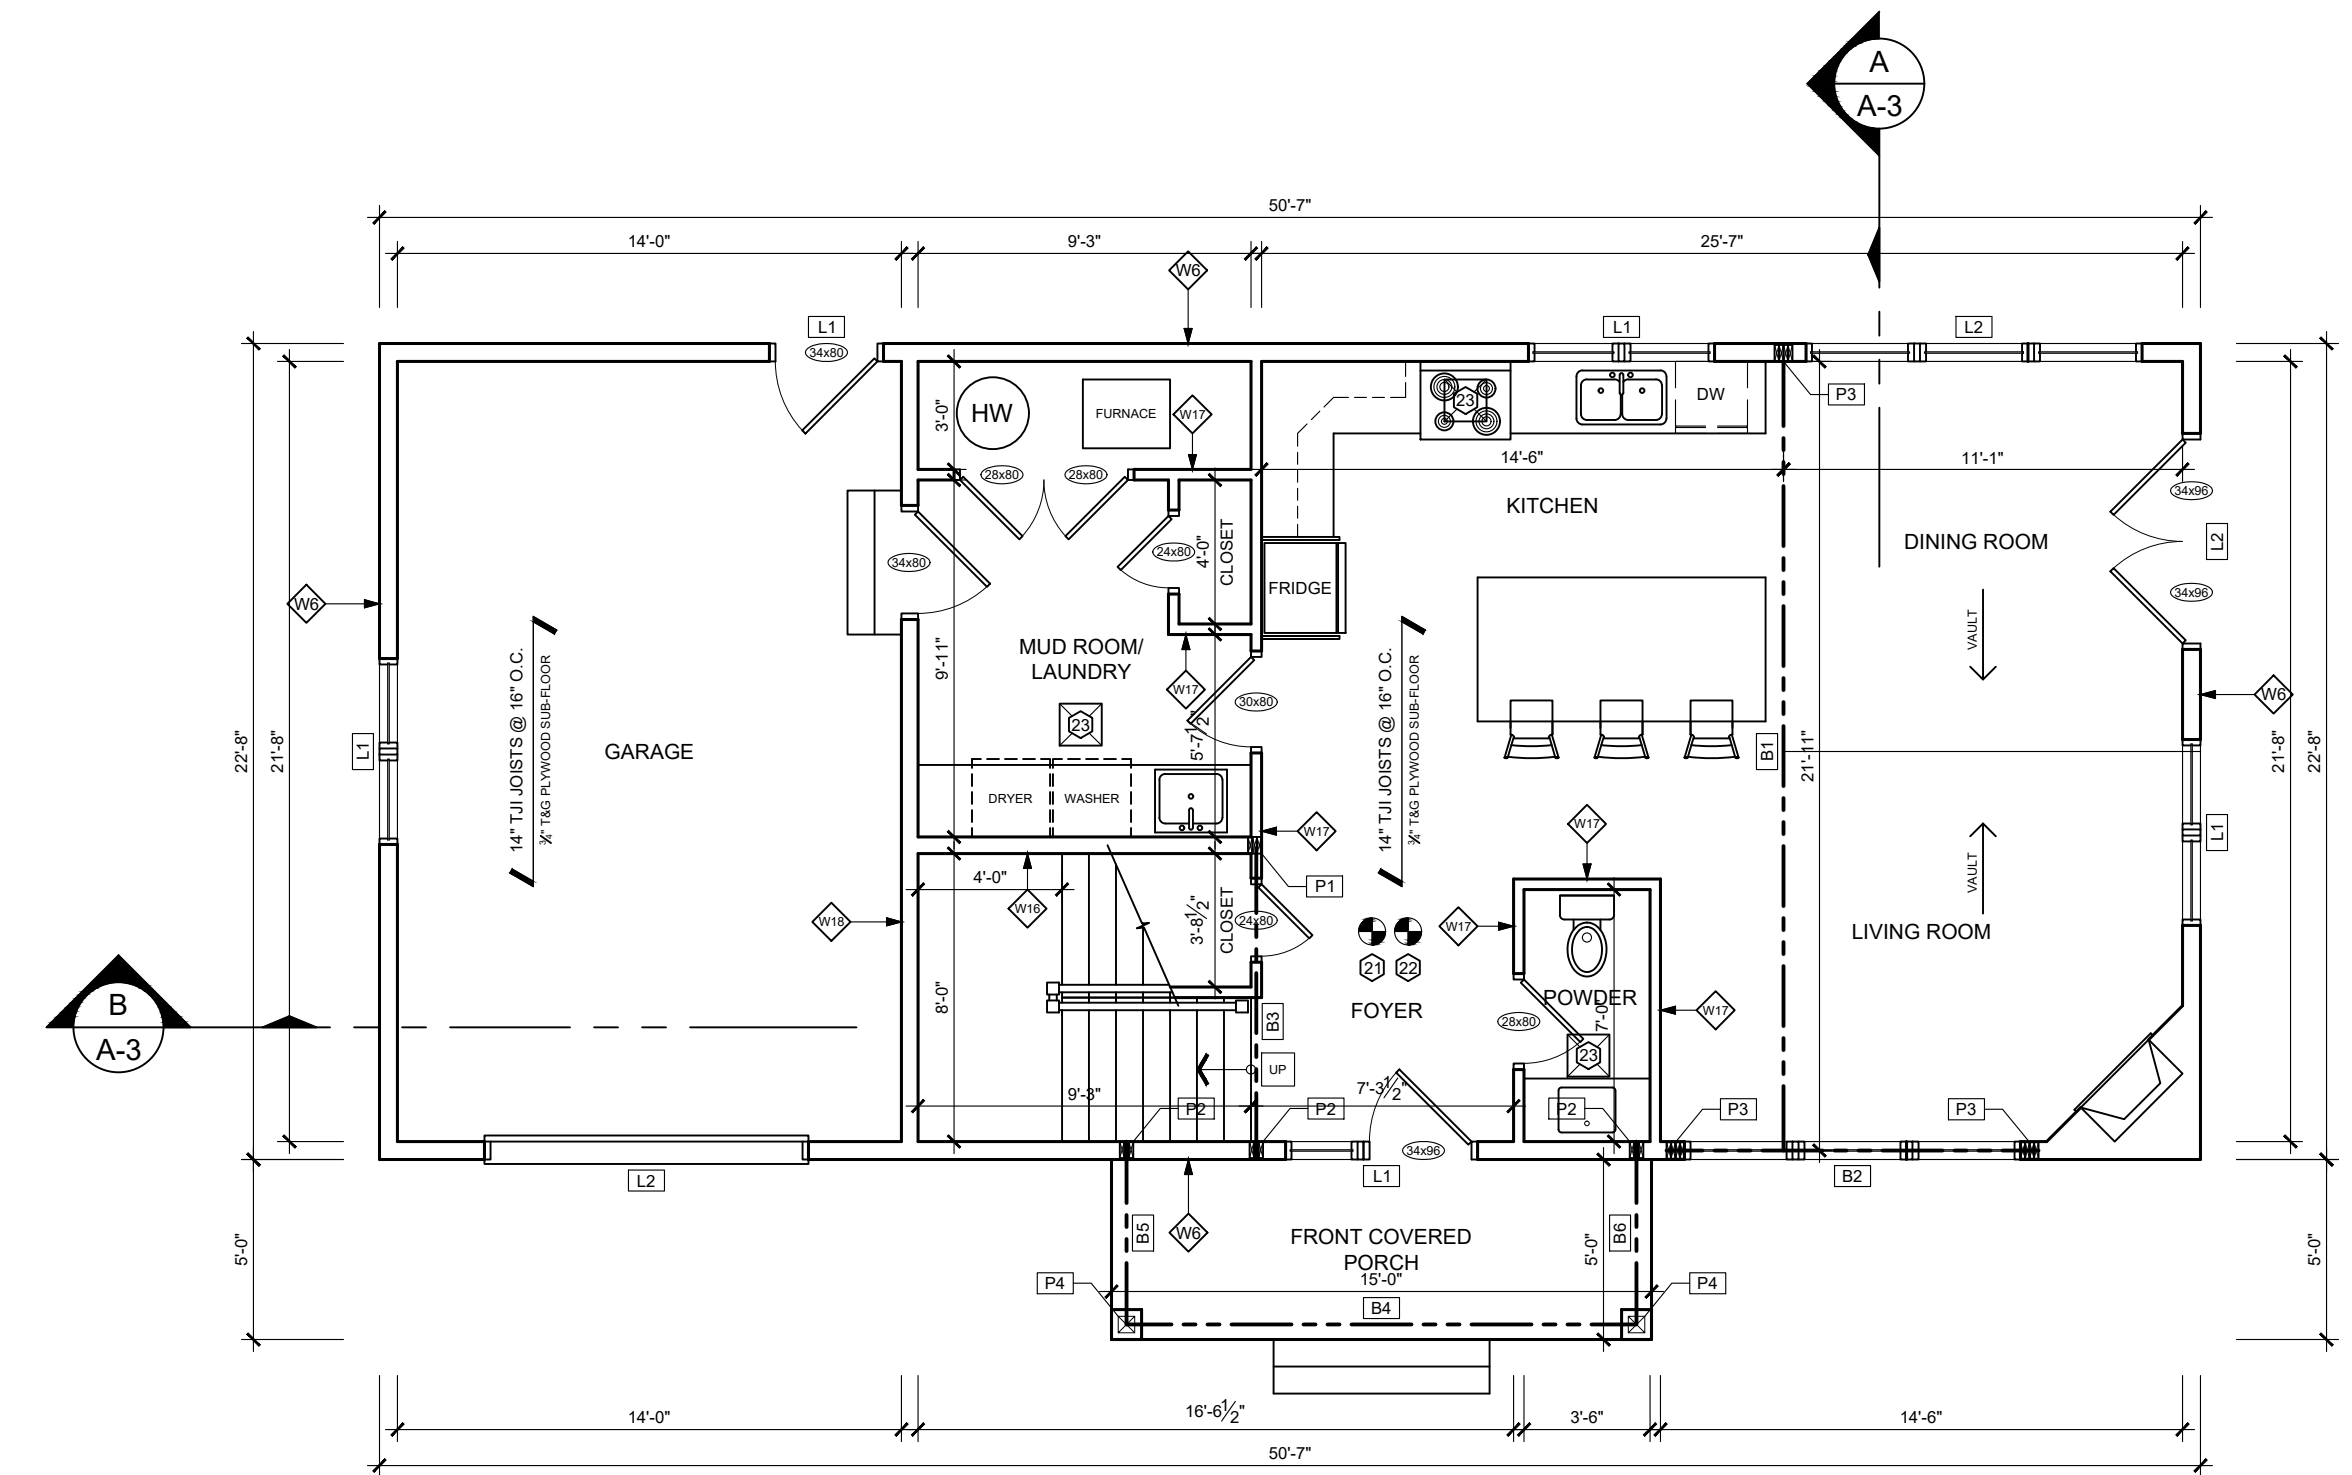 A
A-3
50'-7"
14'-0"
9'-3"
25'-7"
W6
L1
34x80
L1
L2
HW
FURNACE
W17
23
DW
P3
3'-0"
28x80
28x80
14'-6"
11'-1"
34x96
KITCHEN
34x80
24x80
4'-0"
CLOSET
DINING ROOM
L2
FRIDGE
34x96
W6
VAULT
MUD ROOM/
LAUNDRY
9'-11"
W17
30x80
W6
14" TJI JOISTS @ 16" O.C.
¾" T&G PLYWOOD SUB-FLOOR
14" TJI JOISTS @ 16" O.C.
¾" T&G PLYWOOD SUB-FLOOR
22'-8"
21'-8"
L1
GARAGE
23
5'-7½"
B1
21'-11"
21'-8"
22'-8"
DRYER
WASHER
W17
W17
L1
4'-0"
P1
VAULT
W16
W18
3'-8½"
CLOSET
24x80
W17
LIVING ROOM
21
22
B
A-3
8'-0"
FOYER
POWDER
7'-0"
W17
B3
28x80
23
UP
9'-3"
7'-3½"
P2
P2
P2
P3
P3
34x96
L2
L1
B2
5'-0"
B5
W6
FRONT COVERED
PORCH
B6
5'-0"
5'-0"
P4
15'-0"
P4
B4
14'-0"
16'-6½"
3'-6"
14'-6"
50'-7"